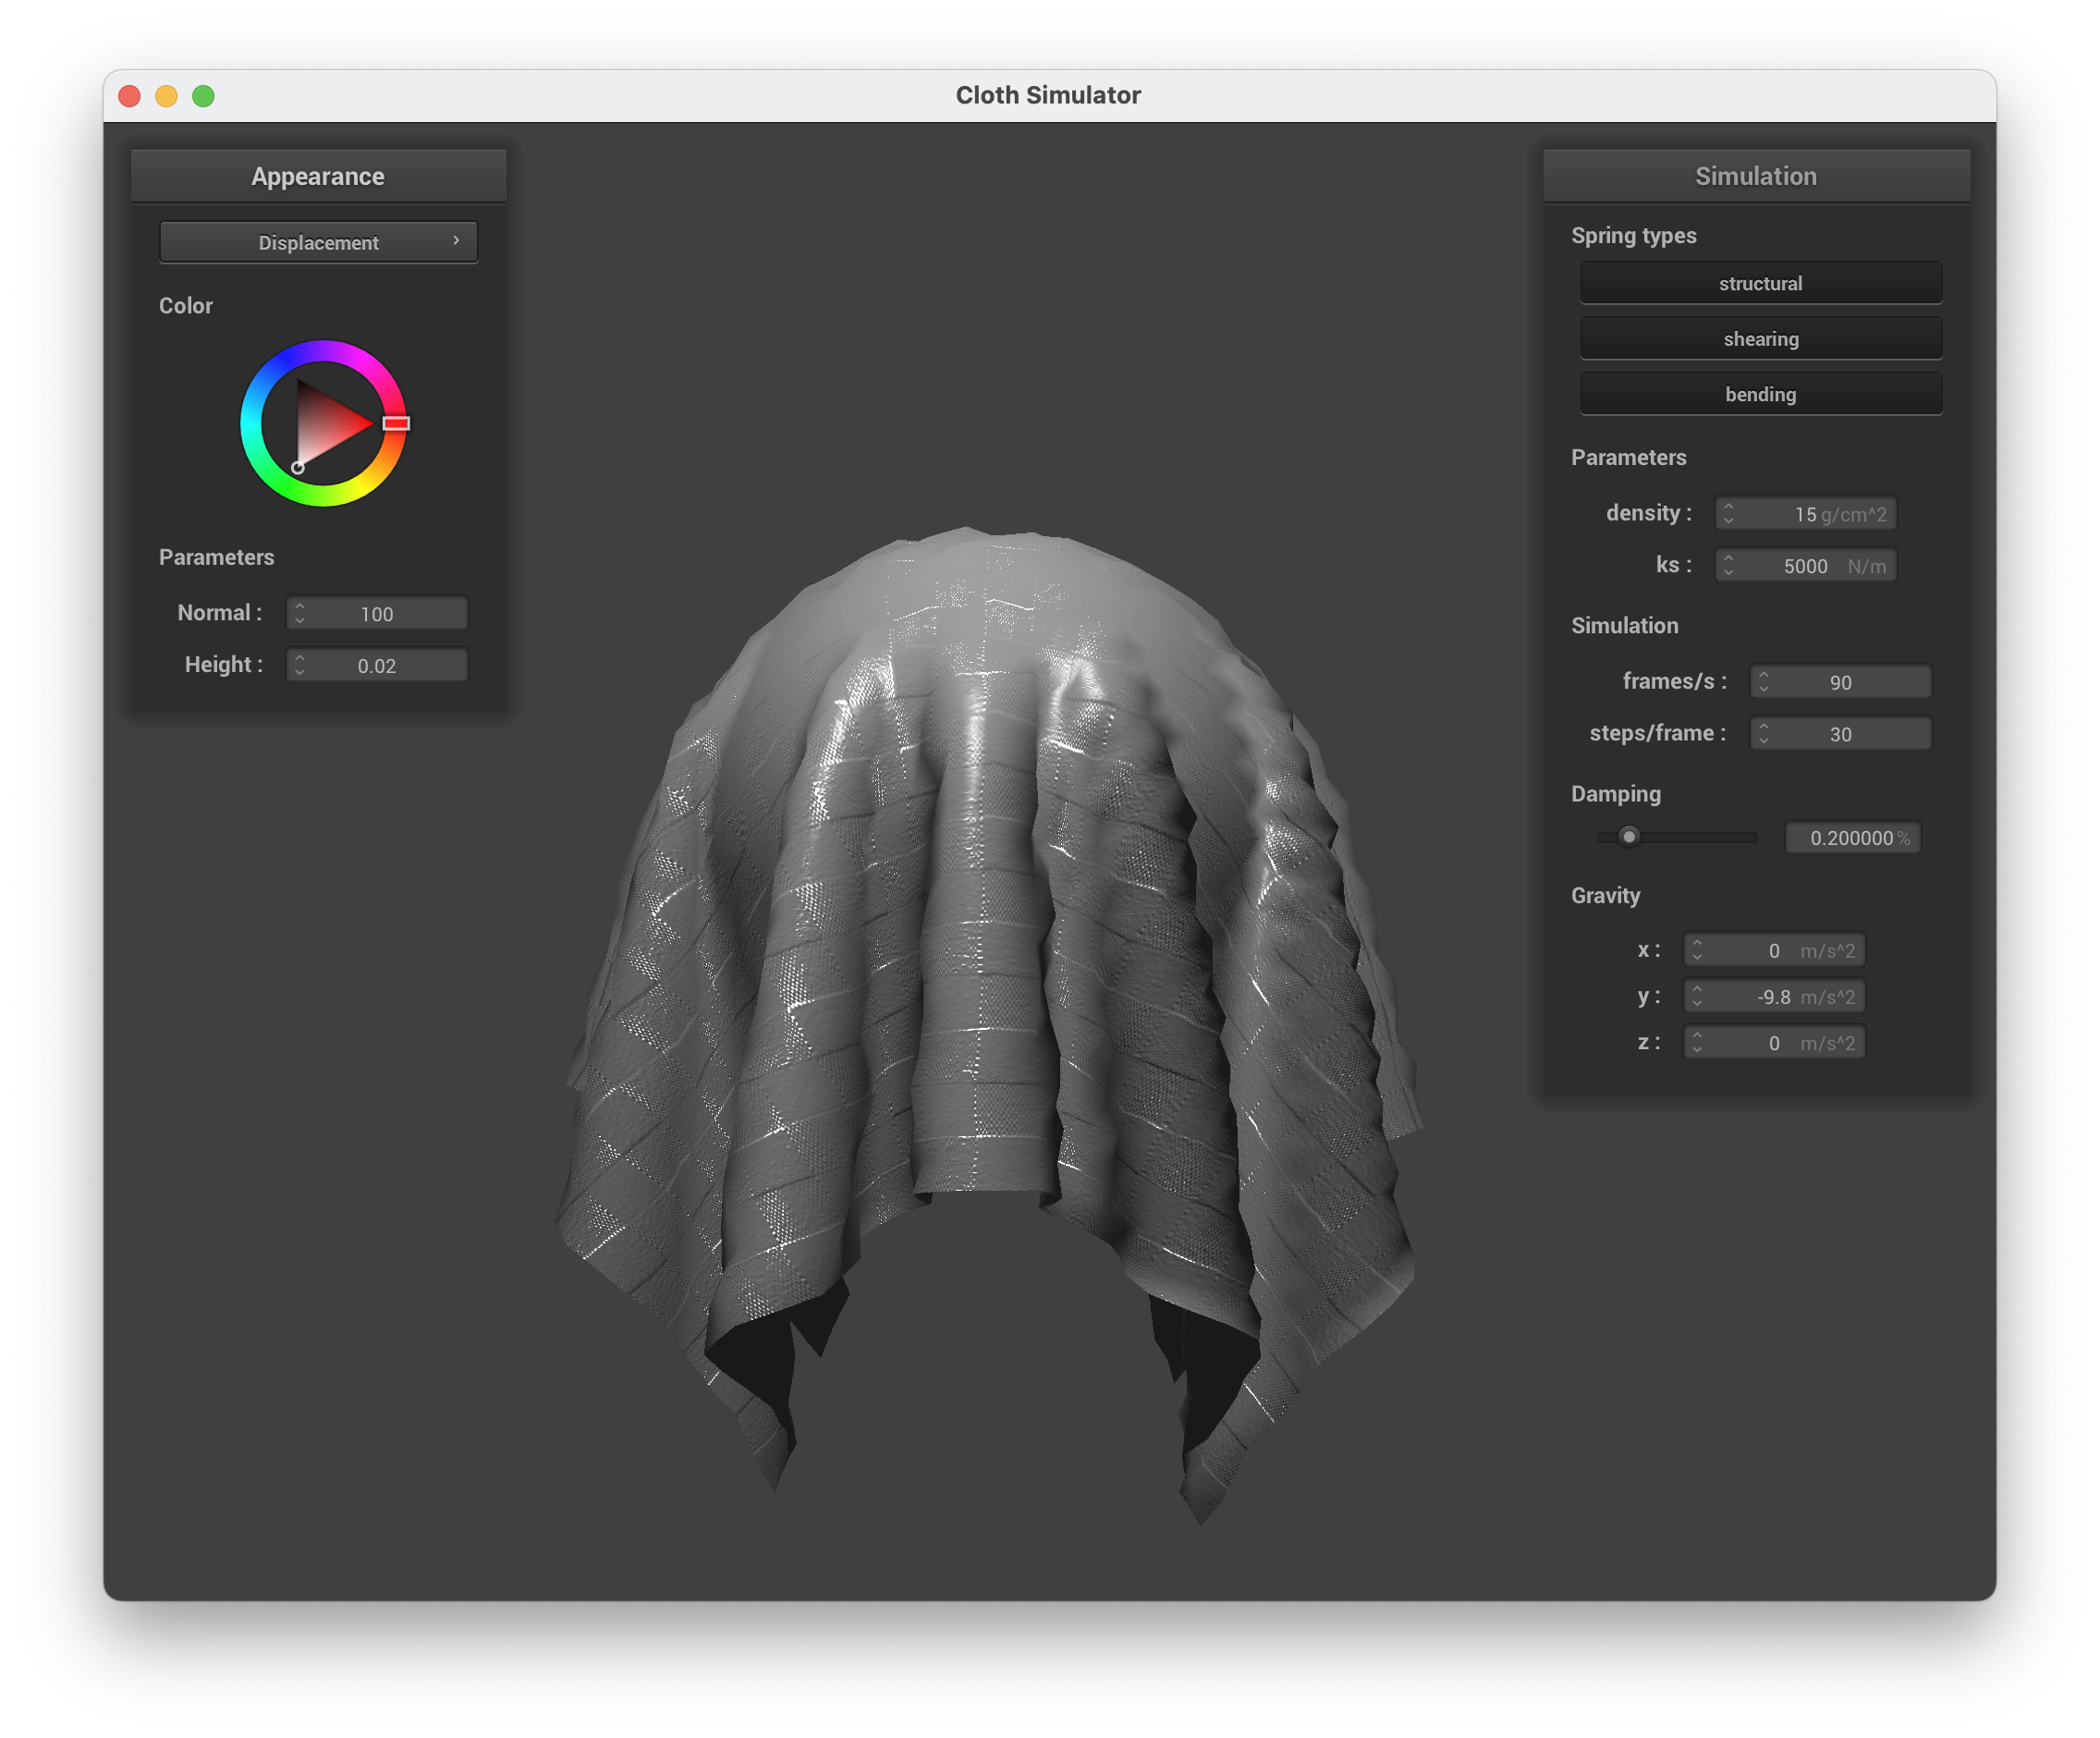 Cloth Simulator
Appearance
Displacement
Color
Parameters
Normal : 100
Height : 0.02
Simulation
Spring types
structural
shearing
bending
Parameters
density : 15 g/cm^2
ks : 5000 N/m
Simulation
frames/s : 90
steps/frame : 30
Damping
0.200000 %
Gravity
x : 0 m/s^2
y : -9.8 m/s^2
z : 0 m/s^2